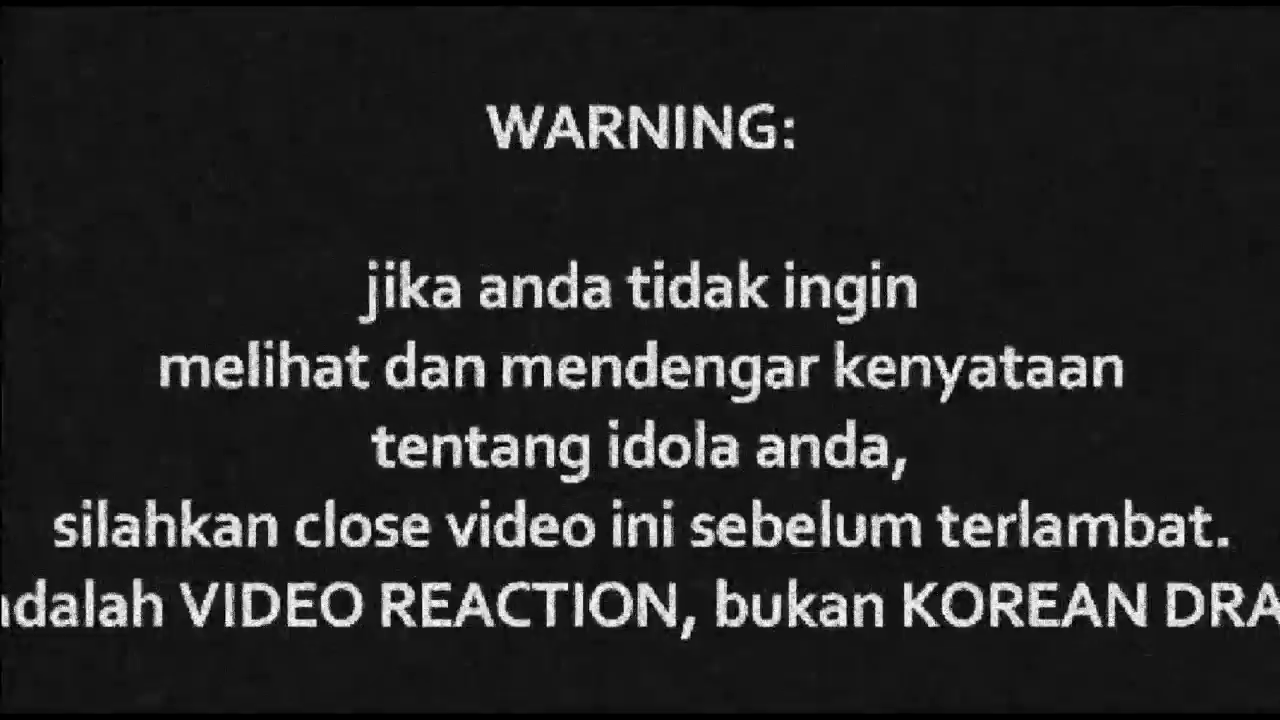 WARNING:
jika anda tidak ingin
melihat dan mendengar kenyataan
tentang idola anda,
silahkan close video ini sebelum terlambat.
VIDEO REACTION, bukan KOREAN